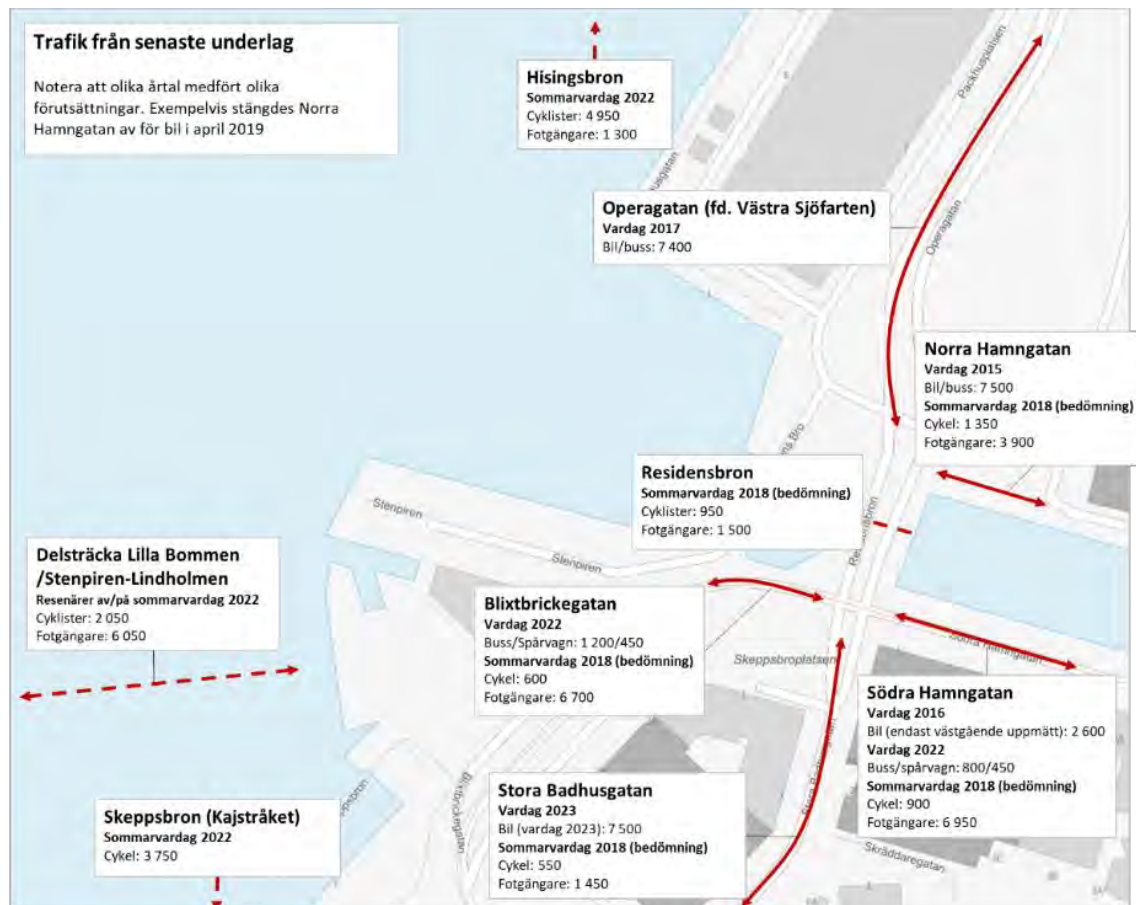 Trafik från senaste underlag
Notera att olika årtal medfört olika
förutsättningar. Exempelvis stängdes Norra
Hamngatan av för bil i april 2019
Hisingsbron
Sommarvardag 2022
Cyklister: 4 950
Fotgängare: 1 300
Packhusplatsen
Operagatan (fd. Västra Sjöfarten)
Vardag 2017
Bil/buss: 7 400
Operagatan
Norra Hamngatan
Vardag 2015
Bil/buss: 7 500
Sommarvardag 2018 (bedömning)
Cykel: 1 350
Fotgängare: 3 900
Residensbron
Sommarvardag 2018 (bedömning)
Cyklister: 950
Fotgängare: 1 500
Stenpiren
Stenpiren
Delsträcka Lilla Bommen
/Stenpiren-Lindholmen
Resenärer av/på sommarvardag 2022
Cyklister: 2 050
Fotgängare: 6 050
Blixtbrickegatan
Vardag 2022
Buss/Spårvagn: 1 200/450
Sommarvardag 2018 (bedömning)
Cykel: 600
Fotgängare: 6 700
Skeppsbroplatsen
Södra Hamngatan
Södra Hamngatan
Vardag 2016
Bil (endast västgående uppmätt): 2 600
Vardag 2022
Buss/spårvagn: 800/450
Sommarvardag 2018 (bedömning)
Cykel: 900
Fotgängare: 6 950
Stora Badhusgatan
Vardag 2023
Bil (vardag 2023): 7 500
Sommarvardag 2018 (bedömning)
Cykel: 550
Fotgängare: 1 450
Blixtbrickegatan
Skeppsbron (Kajstråket)
Sommarvardag 2022
Cykel: 3 750
Skräddaregatan